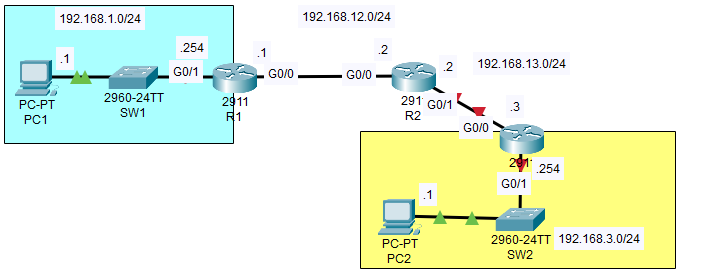 192.168.1.0/24
192.168.12.0/24
.1
.254
.1
.2
.2
192.168.13.0/24
G0/1
G0/0
G0/0
PC-PT
PC1
2960-24TT
SW1
2911
R1
G0/1
R2
.3
G0/0
.254
G0/1
.1
PC-PT
PC2
2960-24TT
SW2
192.168.3.0/24